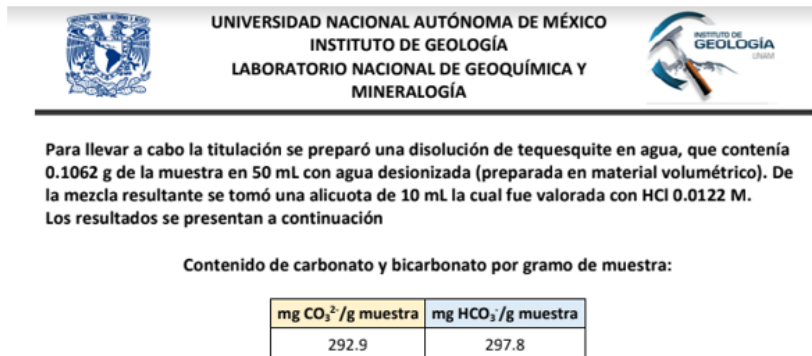 UNIVERSIDAD NACIONAL AUTÓNOMA DE MÉXICO
INSTITUTO DE GEOLOGÍA
LABORATORIO NACIONAL DE GEOQUÍMICA Y
MINERALOGÍA
INSTITUTO DE
GEOLOGÍA
UNAM
Para llevar a cabo la titulación se preparó una disolución de tequesquite en agua, que contenía
0.1062 g de la muestra en 50 mL con agua desionizada (preparada en material volumétrico). De
la mezcla resultante se tomó una alicuota de 10 mL la cual fue valorada con HCl 0.0122 M.
Los resultados se presentan a continuación
Contenido de carbonato y bicarbonato por gramo de muestra:
mg CO₃²⁻/g muestra mg HCO₃⁻/g muestra
292.9 297.8